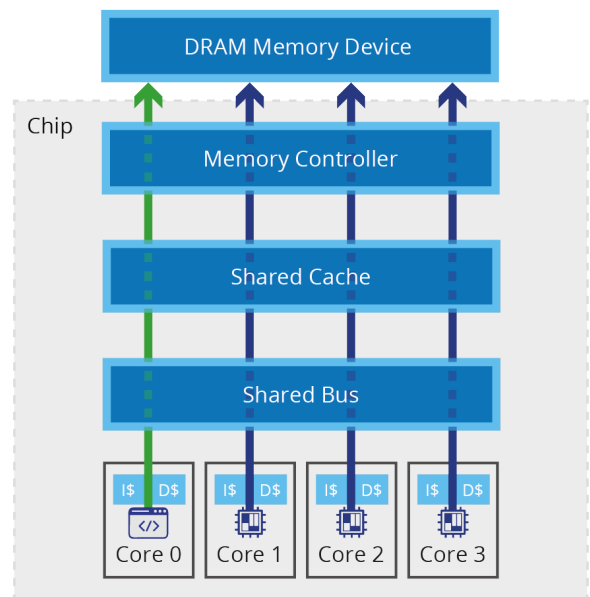 DRAM Memory Device
Chip
Memory Controller
Shared Cache
Shared Bus
I$ D$ I$ D$ I$ D$ I$ D$
</>
Core 0 Core 1 Core 2 Core 3